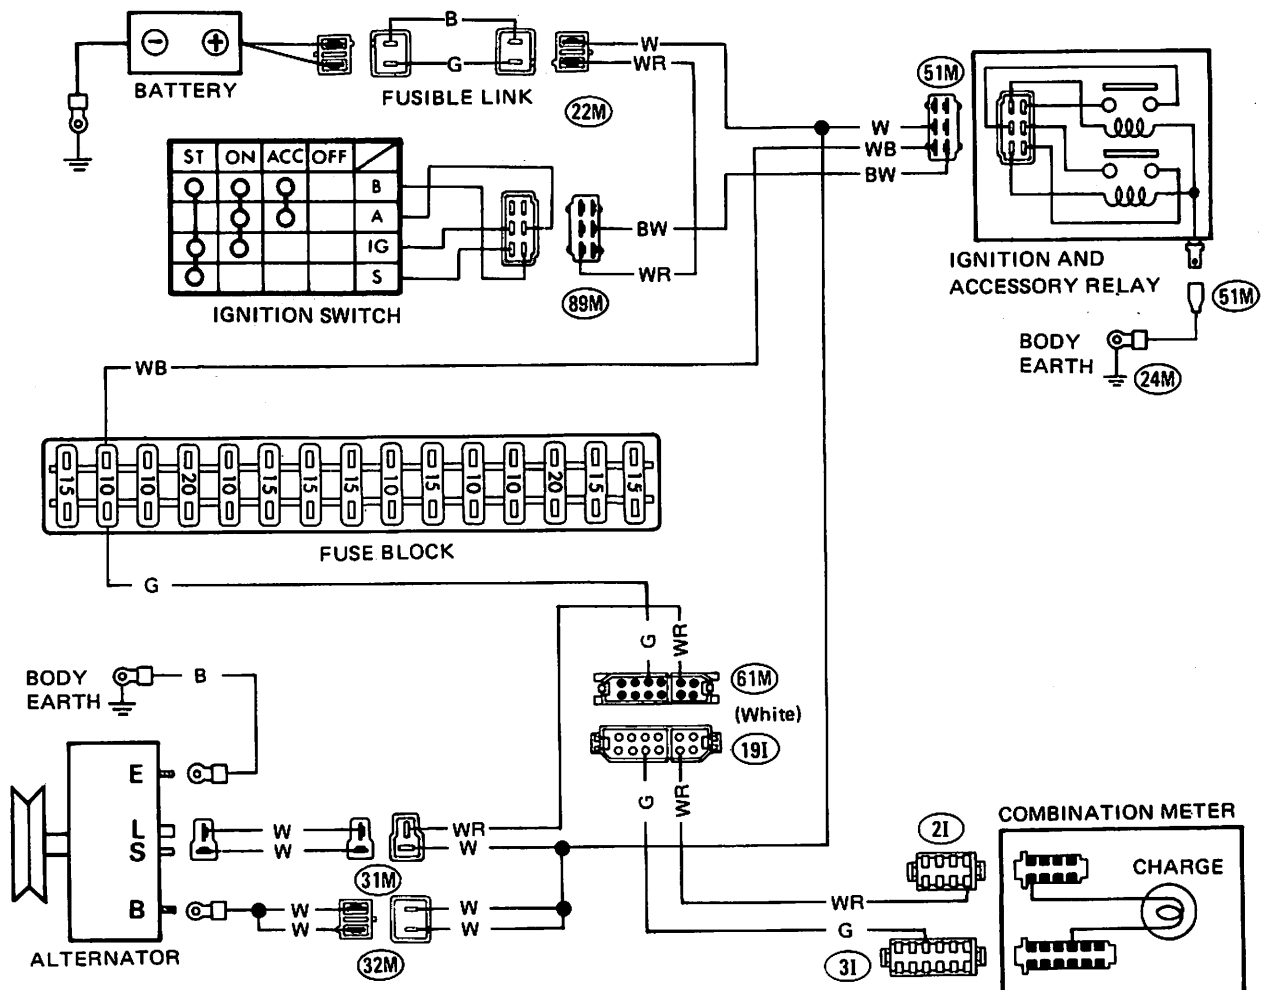 B
W
WR
G
BATTERY
FUSIBLE LINK
22M
51M
W
WB
BW
ST ON ACC OFF
B
A
IG
S
BW
WR
IGNITION SWITCH
89M
IGNITION AND
ACCESSORY RELAY
51M
BODY
EARTH
24M
WB
15 10 10 20 10 15 15 15 10 15 10 10 20 15 15
FUSE BLOCK
G
G
WR
BODY
EARTH
B
61M
(White)
19I
G
WR
E
L
S
B
W
W
WR
W
31M
W
W
W
W
32M
ALTERNATOR
COMBINATION METER
2I
CHARGE
WR
G
3I